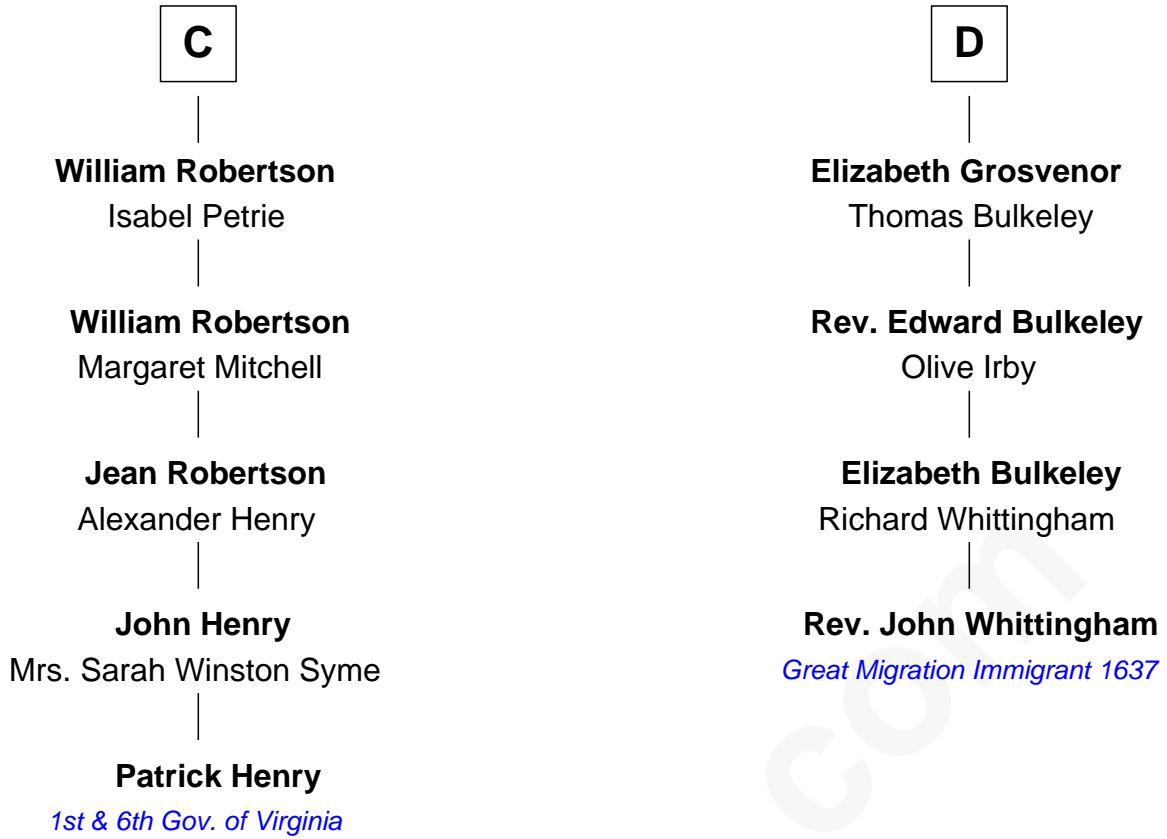 C
William Robertson
Isabel Petrie
William Robertson
Margaret Mitchell
Jean Robertson
Alexander Henry
John Henry
Mrs. Sarah Winston Syme
Patrick Henry
1st & 6th Gov. of Virginia
D
Elizabeth Grosvenor
Thomas Bulkeley
Rev. Edward Bulkeley
Olive Irby
Elizabeth Bulkeley
Richard Whittingham
Rev. John Whittingham
Great Migration Immigrant 1637
com